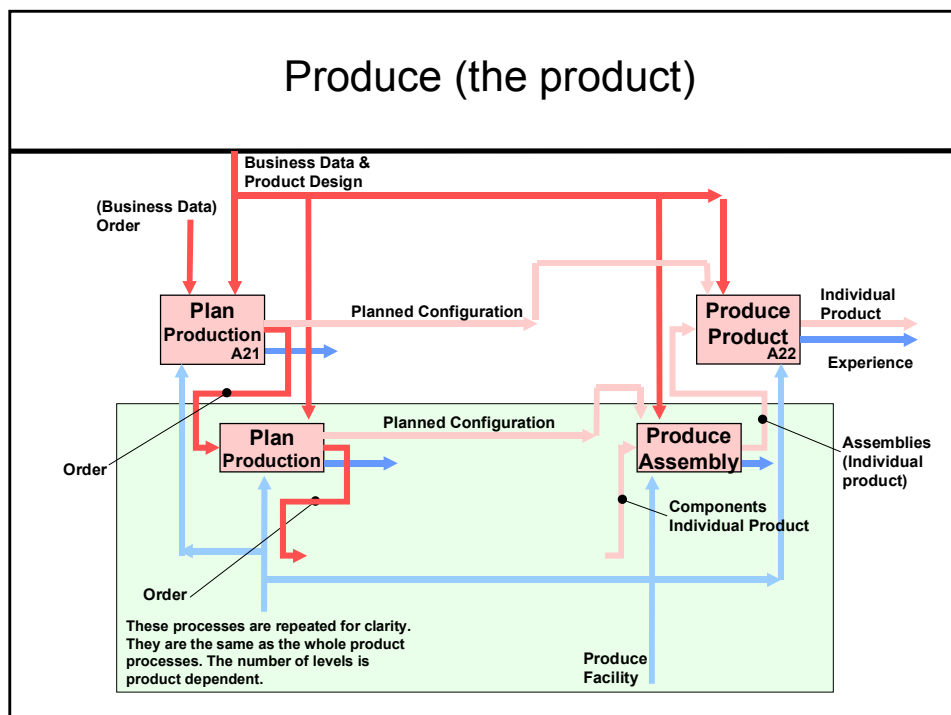 Produce (the product)
Business Data &
Product Design
(Business Data)
Order
Plan
Production
A21
Planned Configuration
Produce
Product
A22
Individual
Product
Experience
Order
Plan
Production
Planned Configuration
Produce
Assembly
Assemblies
(Individual
product)
Components
Individual Product
Order
These processes are repeated for clarity.
They are the same as the whole product
processes. The number of levels is
product dependent.
Produce
Facility